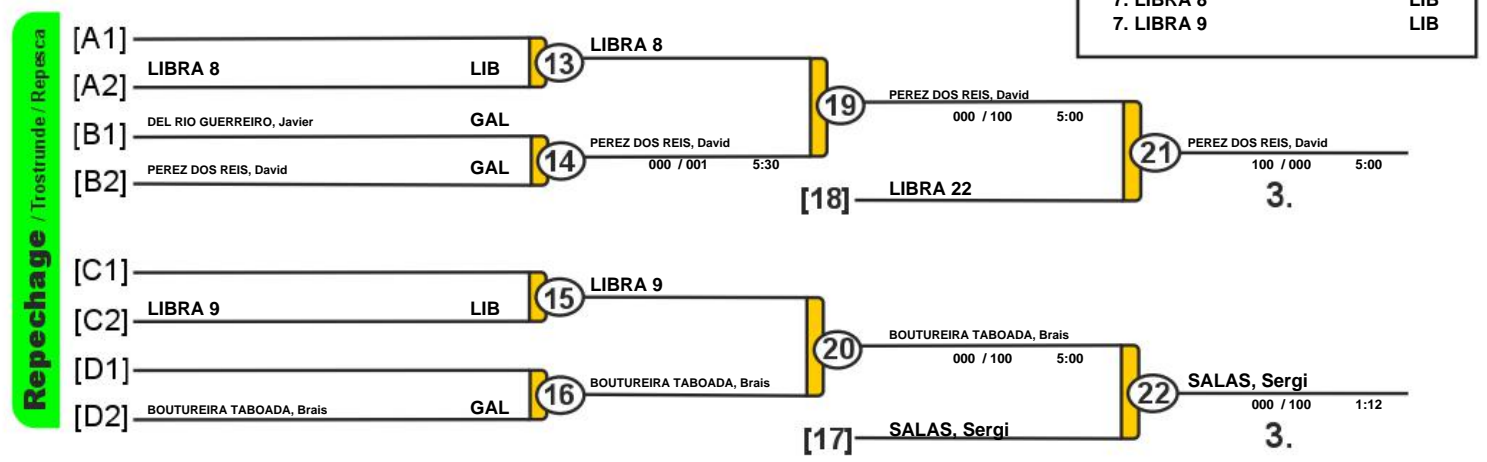 7. LIBRA 8 LIB
7. LIBRA 9 LIB
Repechage / Trostrunde / Repesca
[A1]
LIBRA 8 LIB
[A2]
13
LIBRA 8
DEL RIO GUERREIRO, Javier GAL
[B1]
PEREZ DOS REIS, David GAL
[B2]
14
PEREZ DOS REIS, David
000 / 001 5:30
19
PEREZ DOS REIS, David
000 / 100 5:00
[18] LIBRA 22
21
PEREZ DOS REIS, David
100 / 000 5:00
3.
[C1]
LIBRA 9 LIB
[C2]
15
LIBRA 9
[D1]
BOUTUREIRA TABOADA, Brais GAL
[D2]
16
BOUTUREIRA TABOADA, Brais
20
BOUTUREIRA TABOADA, Brais
000 / 100 5:00
[17] SALAS, Sergi
22
SALAS, Sergi
000 / 100 1:12
3.